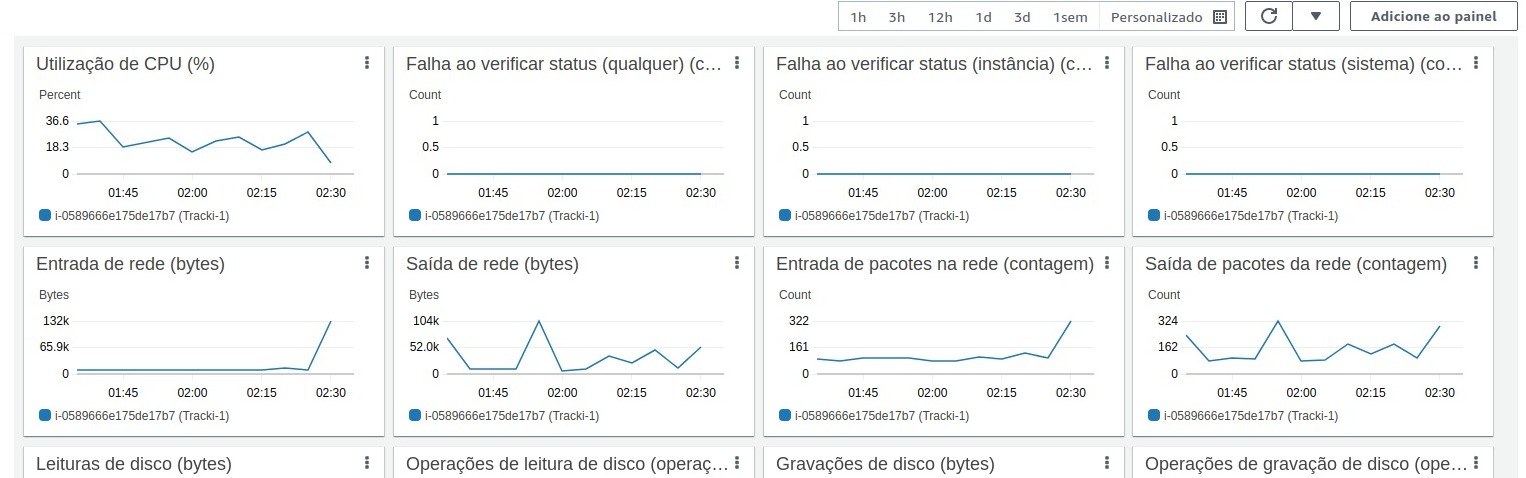 1h 3h 12h 1d 3d 1sem Personalizado Adicione ao painel
Utilização de CPU (%)
Percent
36.6
18.3
0
01:45 02:00 02:15 02:30
i-0589666e175de17b7 (Tracki-1)
Falha ao verificar status (qualquer) (c...
Count
1
0.5
0
01:45 02:00 02:15 02:30
i-0589666e175de17b7 (Tracki-1)
Falha ao verificar status (instância) (c...
Count
1
0.5
0
01:45 02:00 02:15 02:30
i-0589666e175de17b7 (Tracki-1)
Falha ao verificar status (sistema) (co...
Count
1
0.5
0
01:45 02:00 02:15 02:30
i-0589666e175de17b7 (Tracki-1)
Entrada de rede (bytes)
Bytes
132k
65.9k
0
01:45 02:00 02:15 02:30
i-0589666e175de17b7 (Tracki-1)
Saída de rede (bytes)
Bytes
104k
52.0k
0
01:45 02:00 02:15 02:30
i-0589666e175de17b7 (Tracki-1)
Entrada de pacotes na rede (contagem)
Count
322
161
0
01:45 02:00 02:15 02:30
i-0589666e175de17b7 (Tracki-1)
Saída de pacotes da rede (contagem)
Count
324
162
0
01:45 02:00 02:15 02:30
i-0589666e175de17b7 (Tracki-1)
Leituras de disco (bytes)
Operações de leitura de disco (operaç...
Gravações de disco (bytes)
Operações de gravação de disco (ope...